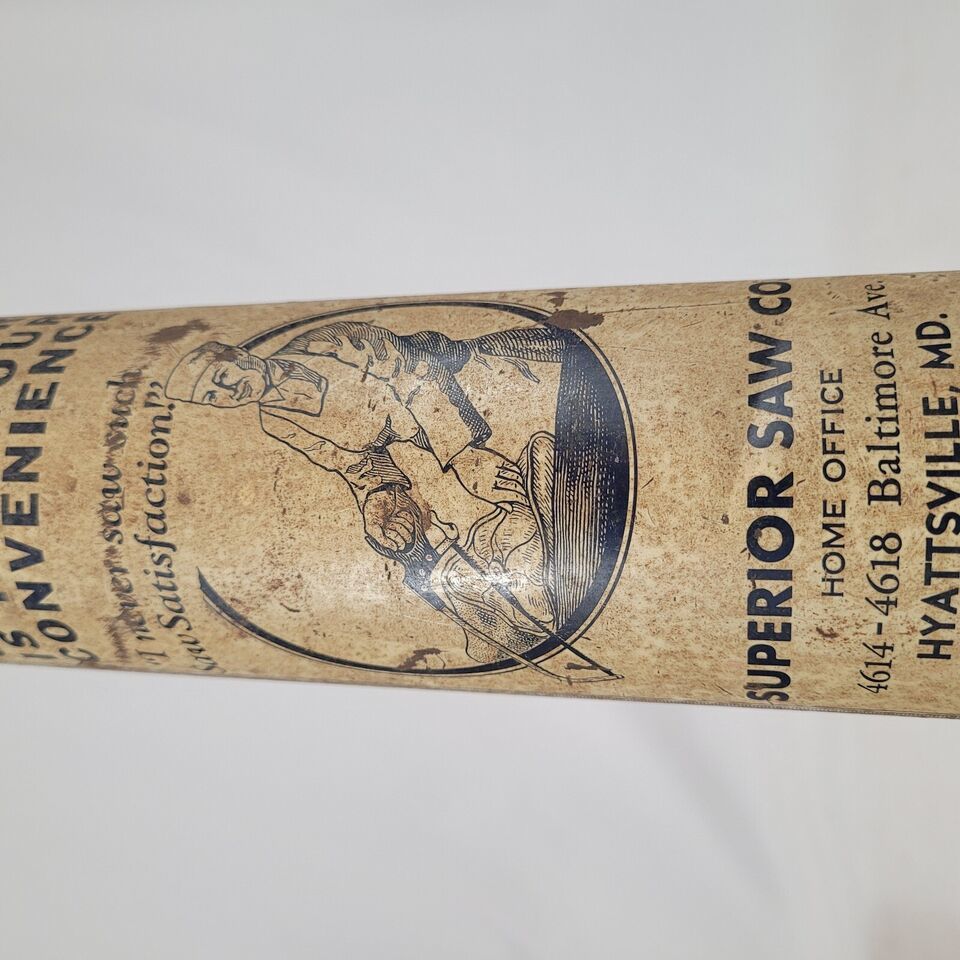 CONVENIENCE
"I never saw such
saw Satisfaction!"
SUPERIOR SAW CO
HOME OFFICE
4614-4618 Baltimore Ave.
HYATTSVILLE, MD.